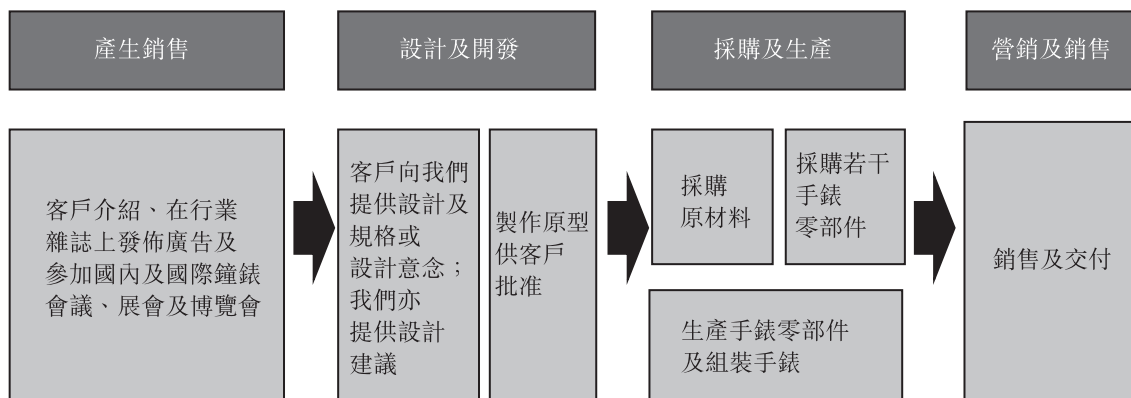 產生銷售
設計及開發
採購及生產
營銷及銷售
客戶介紹、在行業
雜誌上發佈廣告及
參加國內及國際鐘錶
會議、展會及博覽會
客戶向我們
提供設計及
規格或
設計意念；
我們亦
提供設計
建議
製作原型
供客戶
批准
採購
原材料
採購若干
手錶
零部件
生產手錶零部件
及組裝手錶
銷售及交付